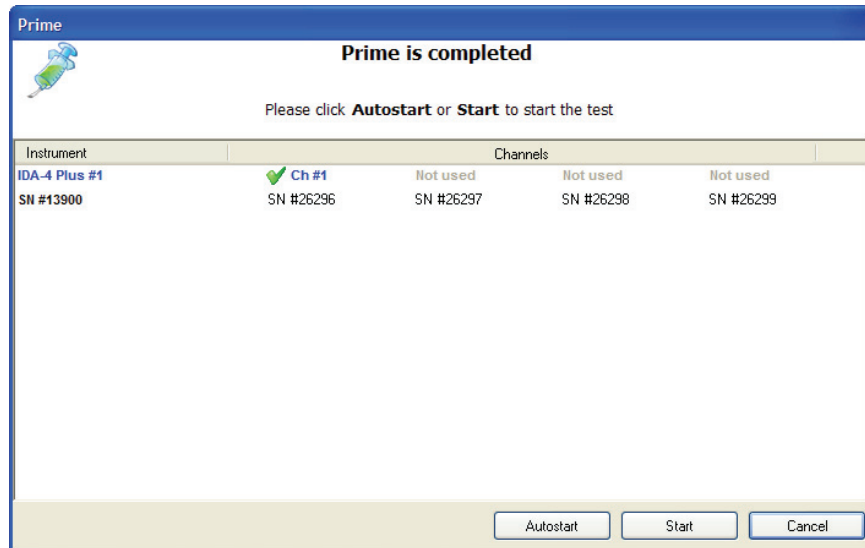 Prime
Prime is completed
Please click Autostart or Start to start the test
Instrument Channels
IDA-4 Plus #1 Ch #1 Not used Not used Not used
SN #13900 SN #26296 SN #26297 SN #26298 SN #26299
Autostart Start Cancel